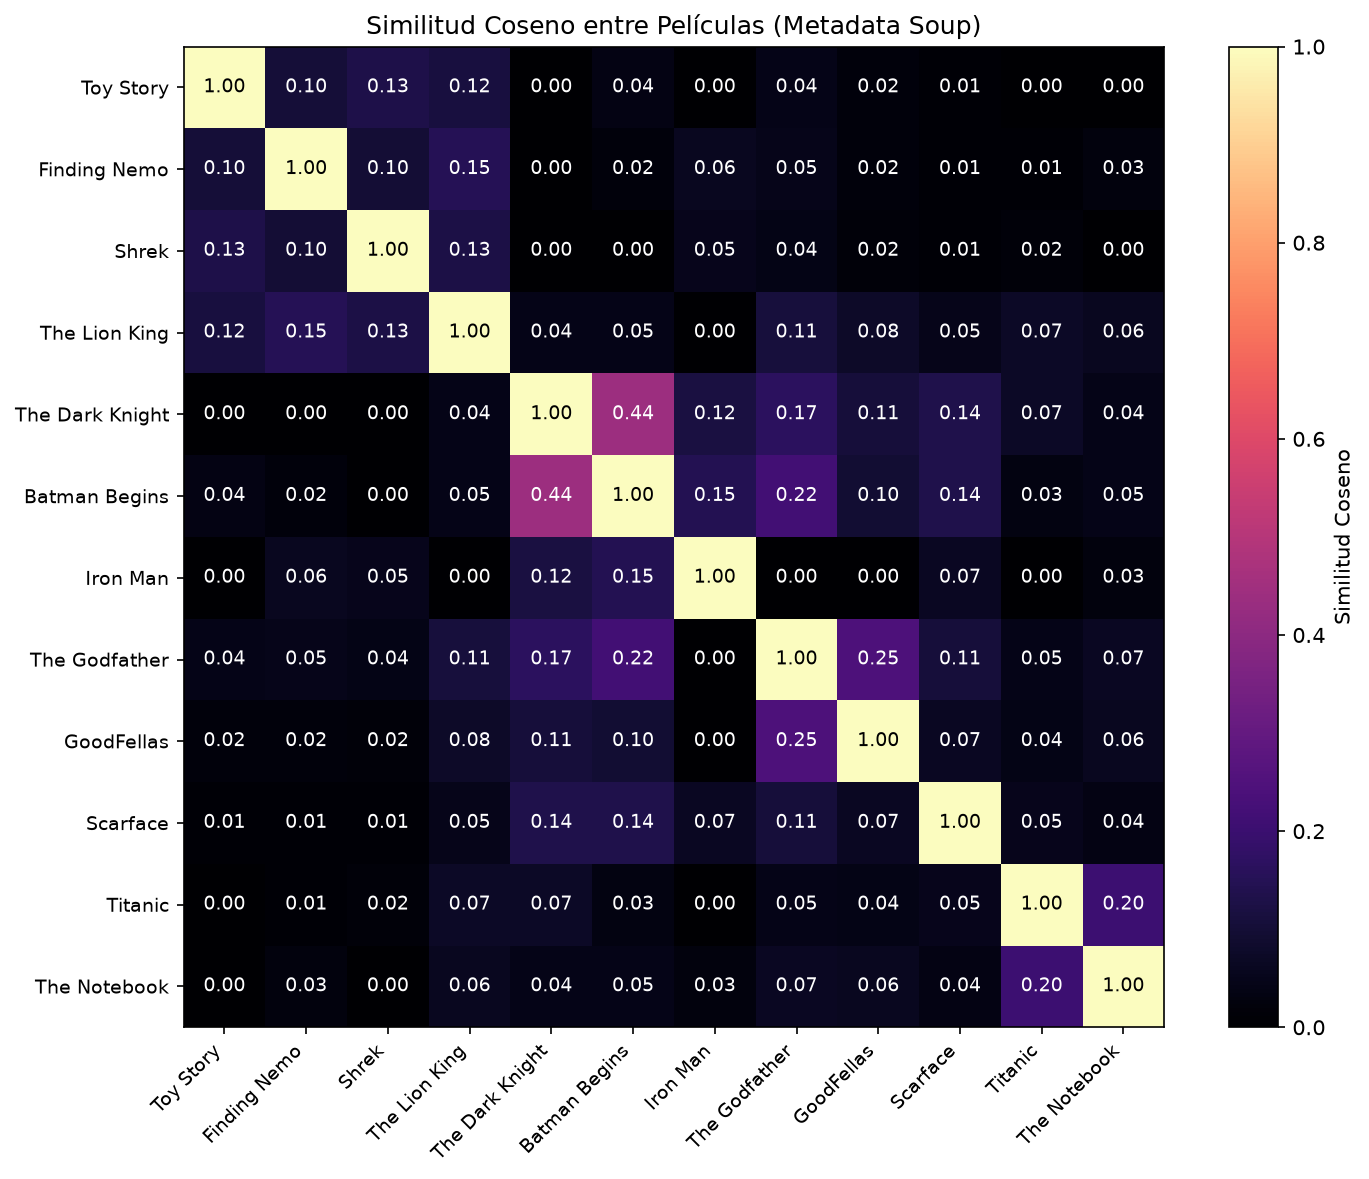 Similitud Coseno entre Películas (Metadata Soup)
Toy Story 1.00 0.10 0.13 0.12 0.00 0.04 0.00 0.04 0.02 0.01 0.00 0.00
Finding Nemo 0.10 1.00 0.10 0.15 0.00 0.02 0.06 0.05 0.02 0.01 0.01 0.03
Shrek 0.13 0.10 1.00 0.13 0.00 0.00 0.05 0.04 0.02 0.01 0.02 0.00
The Lion King 0.12 0.15 0.13 1.00 0.04 0.05 0.00 0.11 0.08 0.05 0.07 0.06
The Dark Knight 0.00 0.00 0.00 0.04 1.00 0.44 0.12 0.17 0.11 0.14 0.07 0.04
Batman Begins 0.04 0.02 0.00 0.05 0.44 1.00 0.15 0.22 0.10 0.14 0.03 0.05
Iron Man 0.00 0.06 0.05 0.00 0.12 0.15 1.00 0.00 0.00 0.07 0.00 0.03
The Godfather 0.04 0.05 0.04 0.11 0.17 0.22 0.00 1.00 0.25 0.11 0.05 0.07
GoodFellas 0.02 0.02 0.02 0.08 0.11 0.10 0.00 0.25 1.00 0.07 0.04 0.06
Scarface 0.01 0.01 0.01 0.05 0.14 0.14 0.07 0.11 0.07 1.00 0.05 0.04
Titanic 0.00 0.01 0.02 0.07 0.07 0.03 0.00 0.05 0.04 0.05 1.00 0.20
The Notebook 0.00 0.03 0.00 0.06 0.04 0.05 0.03 0.07 0.06 0.04 0.20 1.00
Toy Story
Finding Nemo
Shrek
The Lion King
The Dark Knight
Batman Begins
Iron Man
The Godfather
GoodFellas
Scarface
Titanic
The Notebook
1.0
0.8
0.6
0.4
0.2
0.0
Similitud Coseno